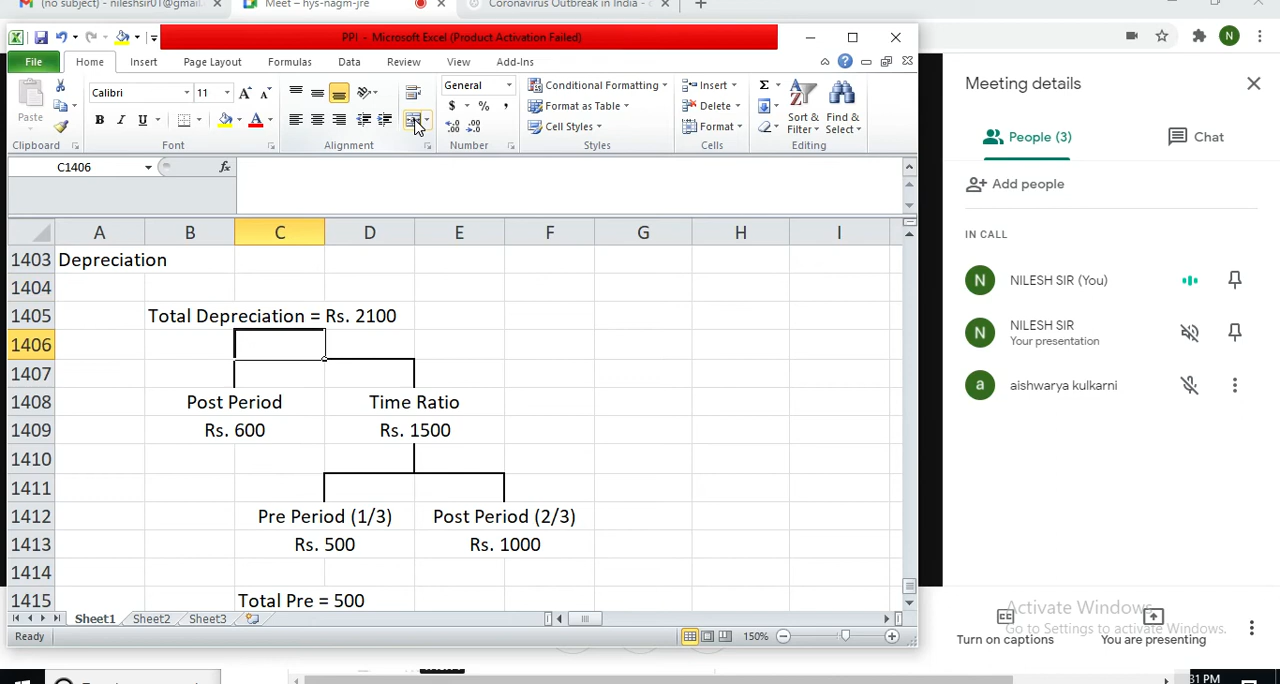 (no subject) - nileshsir01@gmail.
Meet – hys-nagm-jre
Coronavirus Outbreak in India - c
PPI - Microsoft Excel (Product Activation Failed)
File Home Insert Page Layout Formulas Data Review View Add-Ins
Paste
Calibri 11
General
Conditional Formatting
Format as Table
Cell Styles
Insert
Delete
Format
Sort & Filter
Find & Select
Clipboard Font Alignment Number Styles Cells Editing
C1406 fx
A B C D E F G H I
1403 Depreciation
1404
1405 Total Depreciation = Rs. 2100
1406
1407
1408 Post Period Time Ratio
1409 Rs. 600 Rs. 1500
1410
1411
1412 Pre Period (1/3) Post Period (2/3)
1413 Rs. 500 Rs. 1000
1414
1415 Total Pre = 500
Sheet1 Sheet2 Sheet3
Ready 150%
Meeting details
People (3) Chat
Add people
IN CALL
N NILESH SIR (You)
N NILESH SIR
Your presentation
a aishwarya kulkarni
Activate Windows
Go to Settings to activate Windows.
Turn on captions You are presenting
31 PM